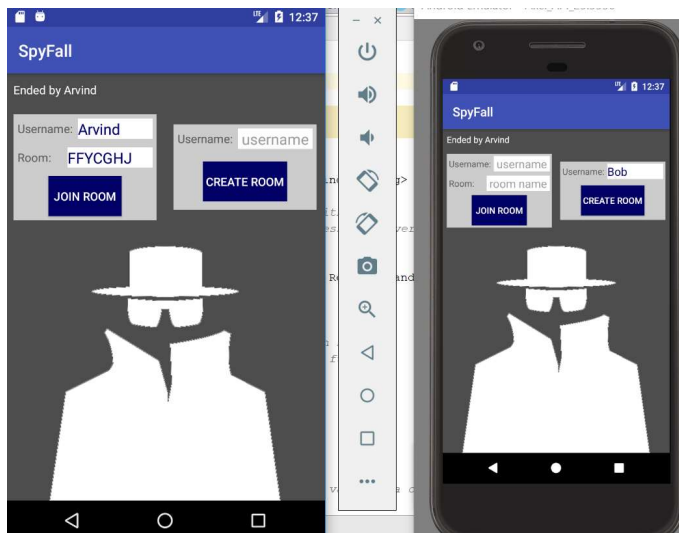 12:37
SpyFall
Ended by Arvind
Username: Arvind
Room: FFYCGHJ
JOIN ROOM
Username: username
CREATE ROOM
12:37
SpyFall
Ended by Arvind
Username: username
Room: room name
JOIN ROOM
Username: Bob
CREATE ROOM